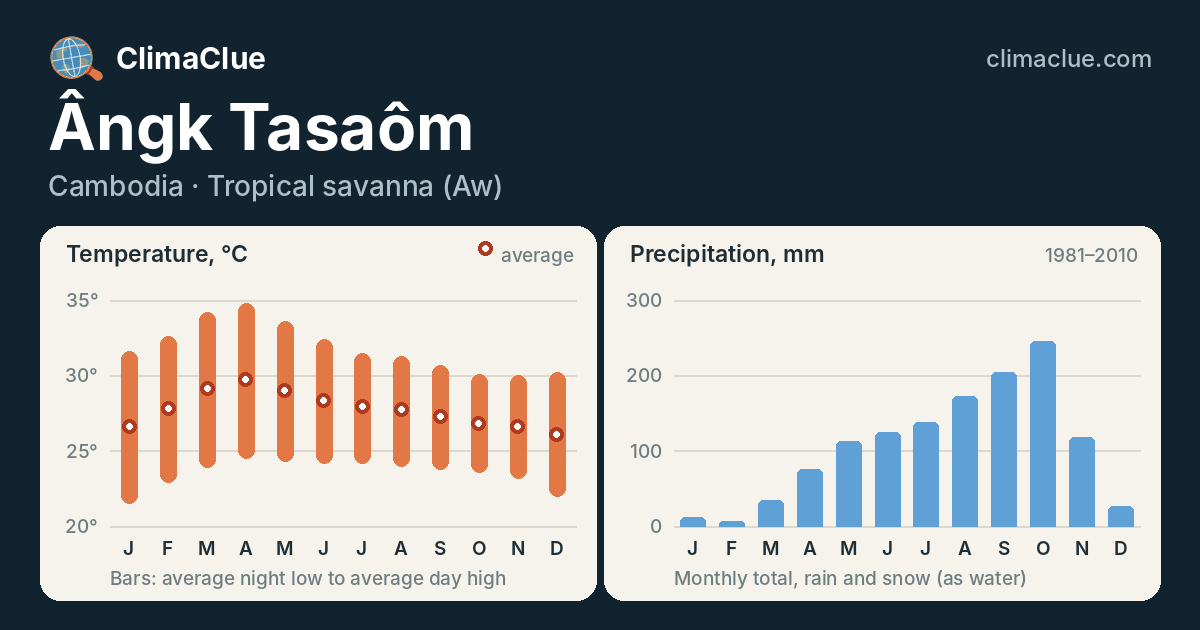 ClimaClue
climaclue.com
Ângk Tasaôm
Cambodia · Tropical savanna (Aw)
Temperature, °C
average
35°
30°
25°
20°
J F M A M J J A S O N D
Bars: average night low to average day high
Precipitation, mm
1981–2010
300
200
100
0
J F M A M J J A S O N D
Monthly total, rain and snow (as water)